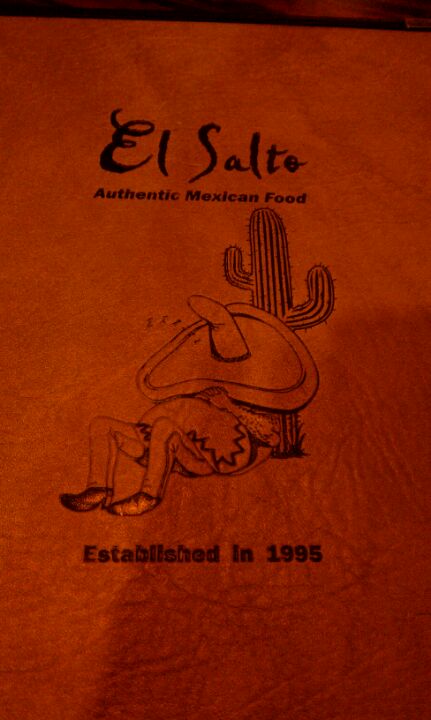 El Salto
Authentic Mexican Food
z z z z z
Established in 1995